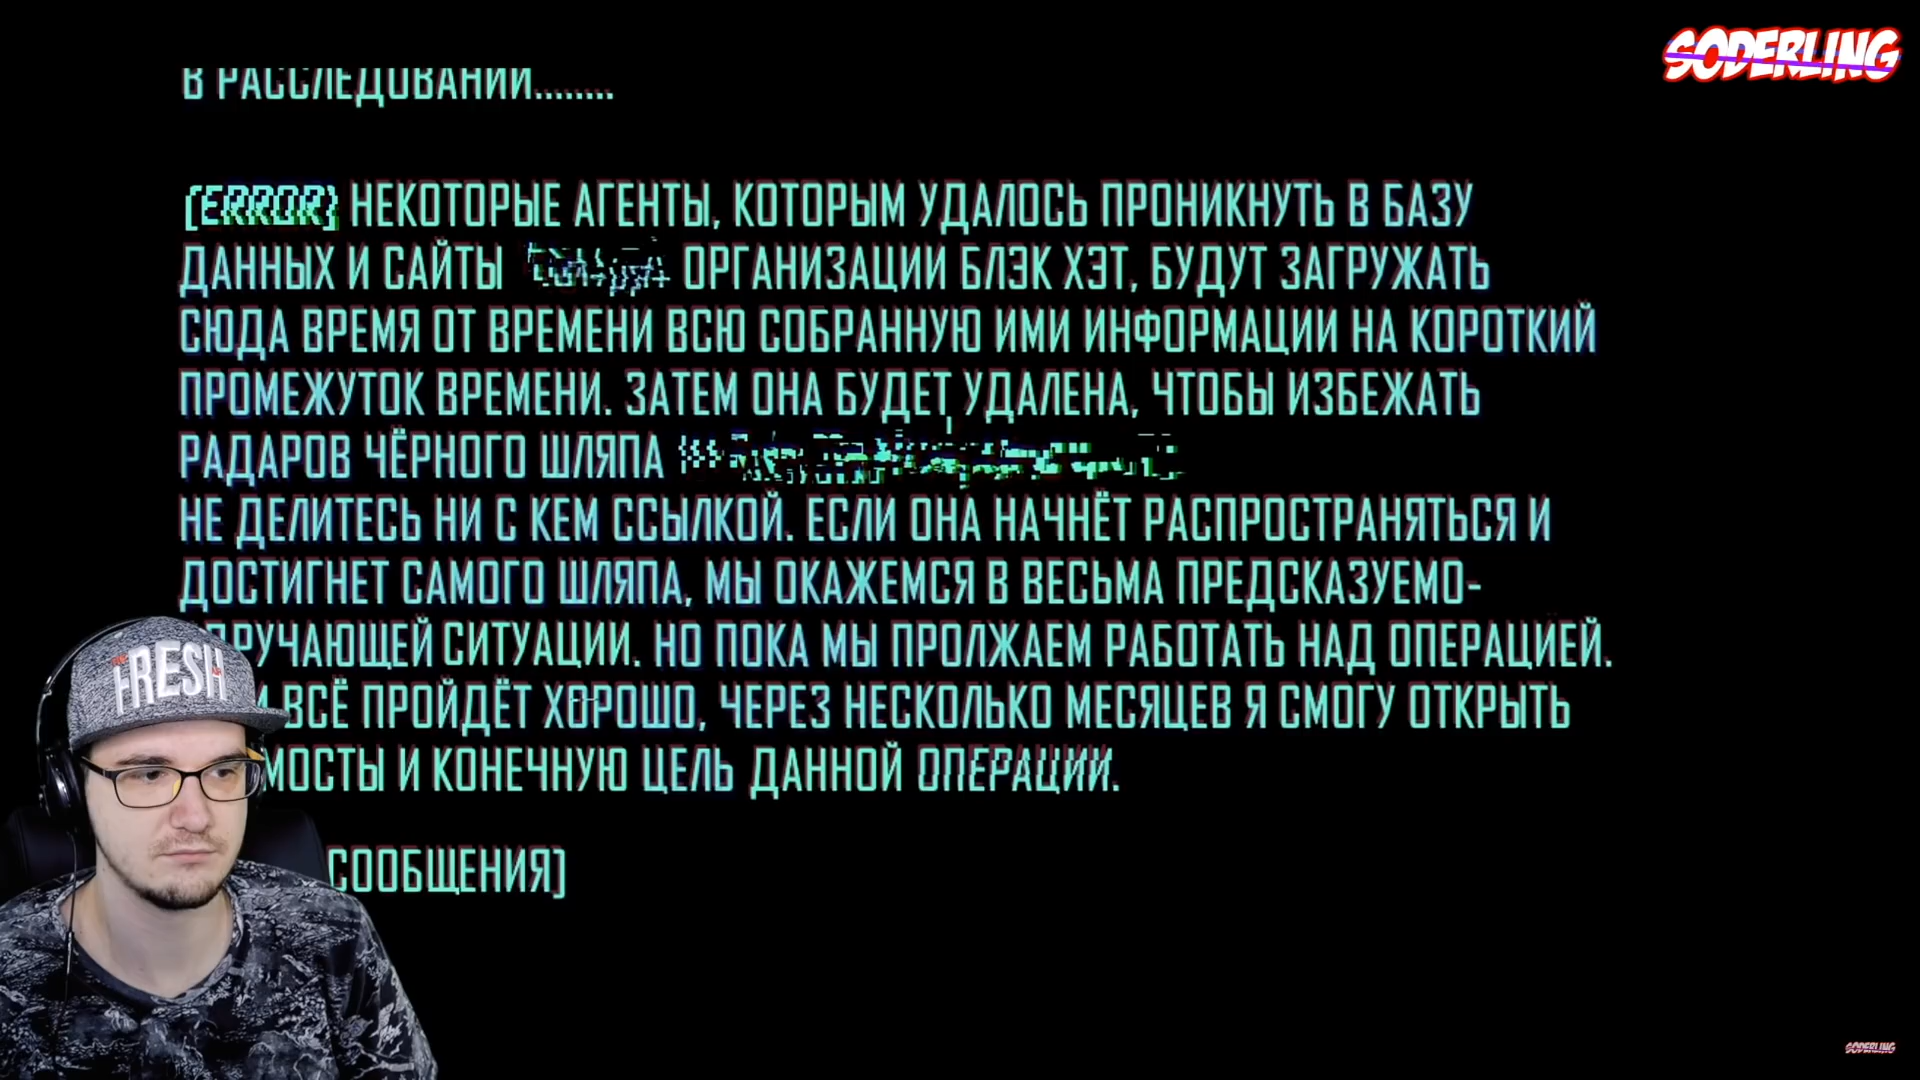 SODERLING
В РАССЛЕДОВАНИИ........
[ERROR} НЕКОТОРЫЕ АГЕНТЫ, КОТОРЫМ УДАЛОСЬ ПРОНИКНУТЬ В БАЗУ
ДАННЫХ И САЙТЫ ОРГАНИЗАЦИИ БЛЭК ХЭТ, БУДУТ ЗАГРУЖАТЬ
СЮДА ВРЕМЯ ОТ ВРЕМЕНИ ВСЮ СОБРАННУЮ ИМИ ИНФОРМАЦИИ НА КОРОТКИЙ
ПРОМЕЖУТОК ВРЕМЕНИ. ЗАТЕМ ОНА БУДЕТ УДАЛЕНА, ЧТОБЫ ИЗБЕЖАТЬ
РАДАРОВ ЧЁРНОГО ШЛЯПА
НЕ ДЕЛИТЕСЬ НИ С КЕМ ССЫЛКОЙ. ЕСЛИ ОНА НАЧНЁТ РАСПРОСТРАНЯТЬСЯ И
ДОСТИГНЕТ САМОГО ШЛЯПА, МЫ ОКАЖЕМСЯ В ВЕСЬМА ПРЕДСКАЗУЕМО-
РУЧАЮЩЕЙ СИТУАЦИИ. НО ПОКА МЫ ПРОЛЖАЕМ РАБОТАТЬ НАД ОПЕРАЦИЕЙ.
И ВСЁ ПРОЙДЁТ ХОРОШО, ЧЕРЕЗ НЕСКОЛЬКО МЕСЯЦЕВ Я СМОГУ ОТКРЫТЬ
МОСТЫ И КОНЕЧНУЮ ЦЕЛЬ ДАННОЙ ОПЕРАЦИИ.
СООБЩЕНИЯ]
FRESH
SODERLING